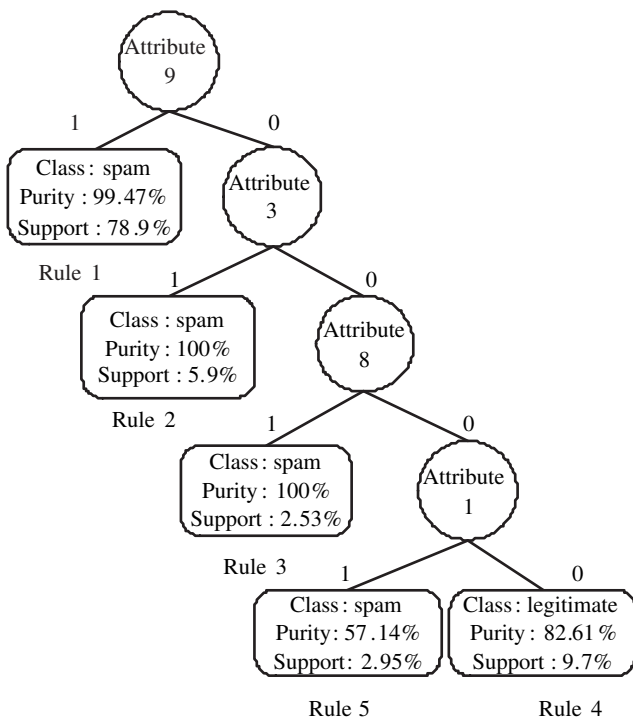 Attribute
9
1
0
Class : spam
Purity : 99.47%
Support : 78.9%
Attribute
3
Rule 1
1
0
Class : spam
Purity : 100%
Support : 5.9%
Attribute
8
Rule 2
1
0
Class : spam
Purity : 100%
Support : 2.53%
Attribute
1
Rule 3
1
0
Class : spam
Purity : 57.14%
Support : 2.95%
Class : legitimate
Purity : 82.61%
Support : 9.7%
Rule 5
Rule 4